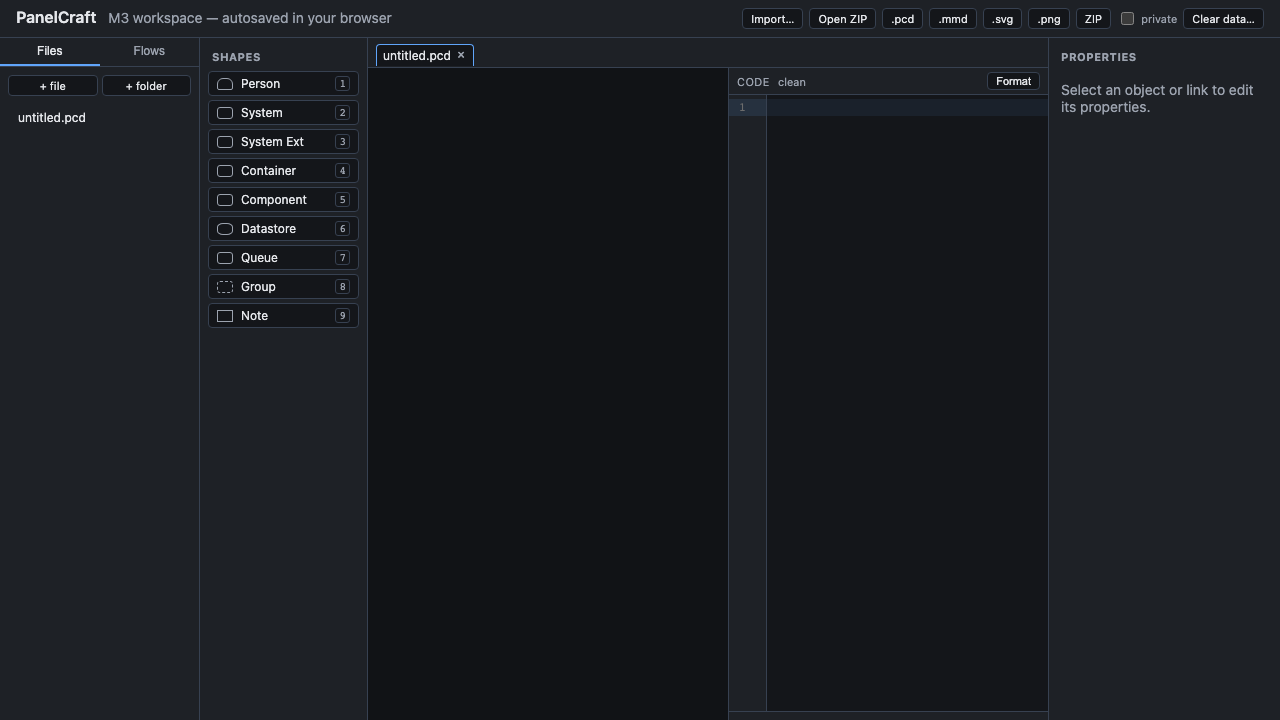 PanelCraft M3 workspace — autosaved in your browser Import... Open ZIP .pcd .mmd .svg .png ZIP private Clear data...
Files Flows
+ file + folder
untitled.pcd
SHAPES
Person 1
System 2
System Ext 3
Container 4
Component 5
Datastore 6
Queue 7
Group 8
Note 9
untitled.pcd ×
CODE clean Format
1
PROPERTIES
Select an object or link to edit
its properties.